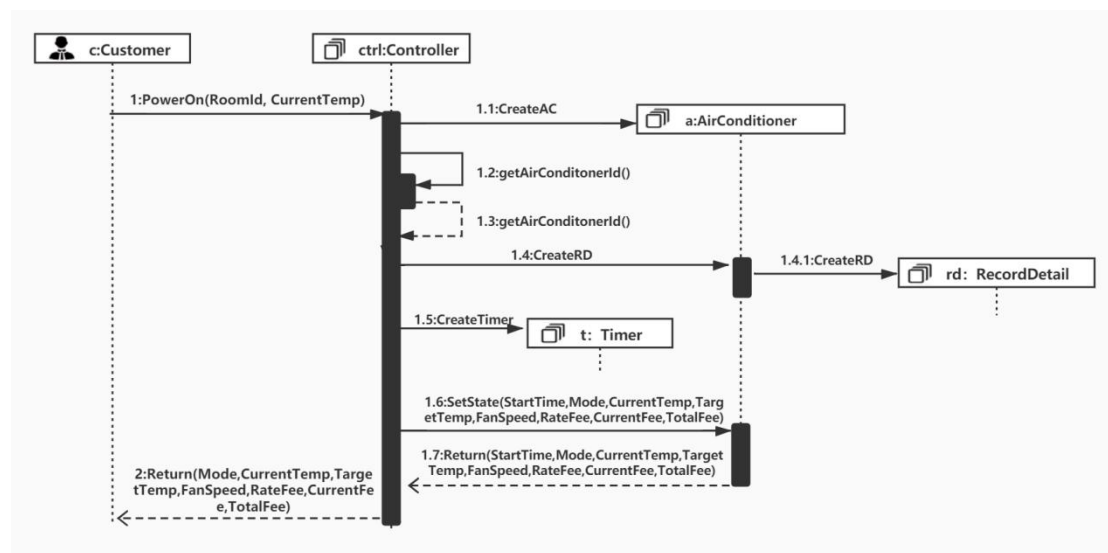 c:Customer
ctrl:Controller
1:PowerOn(RoomId, CurrentTemp)
1.1:CreateAC
a:AirConditioner
1.2:getAirConditonerId()
1.3:getAirConditonerId()
1.4:CreateRD
1.4.1:CreateRD
rd: RecordDetail
1.5:CreateTimer
t: Timer
1.6:SetState(StartTime,Mode,CurrentTemp,Targ
etTemp,FanSpeed,RateFee,CurrentFee,TotalFee)
1.7:Return(StartTime,Mode,CurrentTemp,Target
Temp,FanSpeed,RateFee,CurrentFee,TotalFee)
2:Return(Mode,CurrentTemp,Targe
tTemp,FanSpeed,RateFee,CurrentFe
e,TotalFee)